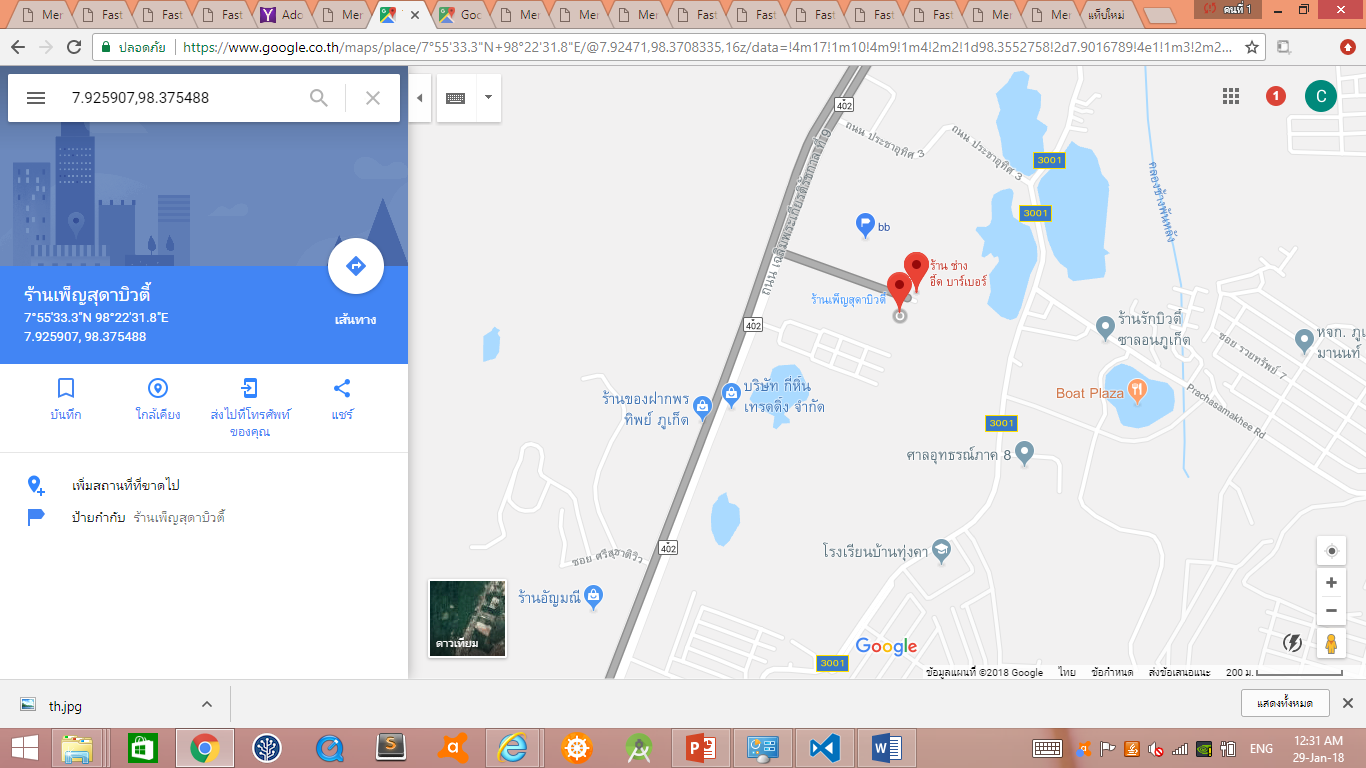 Mer
Fast
Fast
Fast
Ado
Mer
Goo
Mer
Mer
Mer
Fast
Fast
Fast
Fast
Fast
Mer
Mer
Mer
แท็บใหม่
คนที่ 1
ปลอดภัย
https://www.google.co.th/maps/place/7°55'33.3"N+98°22'31.8"E/@7.92471,98.3708335,16z/data=!4m17!1m10!4m9!1m4!2m2!1d98.3552758!2d7.9016789!4e1!1m3!2m2...
7.925907,98.375488
ร้านเพ็ญสุดาบิวตี้
7°55'33.3"N 98°22'31.8"E
7.925907, 98.375488
เส้นทาง
บันทึก
ใกล้เคียง
ส่งไปที่โทรศัพท์
ของคุณ
แชร์
เพิ่มสถานที่ที่ขาดไป
ป้ายกำกับ ร้านเพ็ญสุดาบิวตี้
1
C
402
ถนน ประชาอุทิศ 3
ถนน ประชาอุทิศ 3
3001
3001
คลองช้างพันหลัง
ถนน เฉลิมพระเกียรติรัชกาลที่ 9
bb
ร้าน ช่าง
อี๊ด บาร์เบอร์
ร้านเพ็ญสุดาบิวตี้
402
ร้านรักบิวตี้
ซาลอนภูเก็ต
หจก. ภู
มานนท์
ซอย รวยทรัพย์ 7
Boat Plaza
Prachasamakhee Rd
บริษัท กี่หิ้น
เทรดดิ้ง จำกัด
ร้านของฝากพร
ทิพย์ ภูเก็ต
3001
ศาลอุทธรณ์ภาค 8
402
ซอย ศรีสุชาติวิว
โรงเรียนบ้านทุ่งคา
ร้านอัญมณี
ดาวเทียม
3001
Google
ข้อมูลแผนที่ ©2018 Google
ไทย
ข้อกำหนด
ส่งข้อเสนอแนะ
200 ม.
th.jpg
แสดงทั้งหมด
ENG
12:31 AM
29-Jan-18